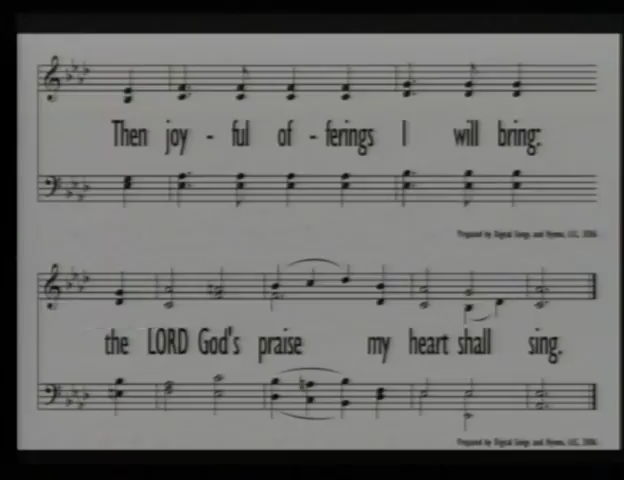 Then joy - ful of - ferings I will bring:
Prepared by Digital Songs and Hymns, LLC, 2006
the LORD God's praise my heart shall sing.
Prepared by Digital Songs and Hymns, LLC, 2006